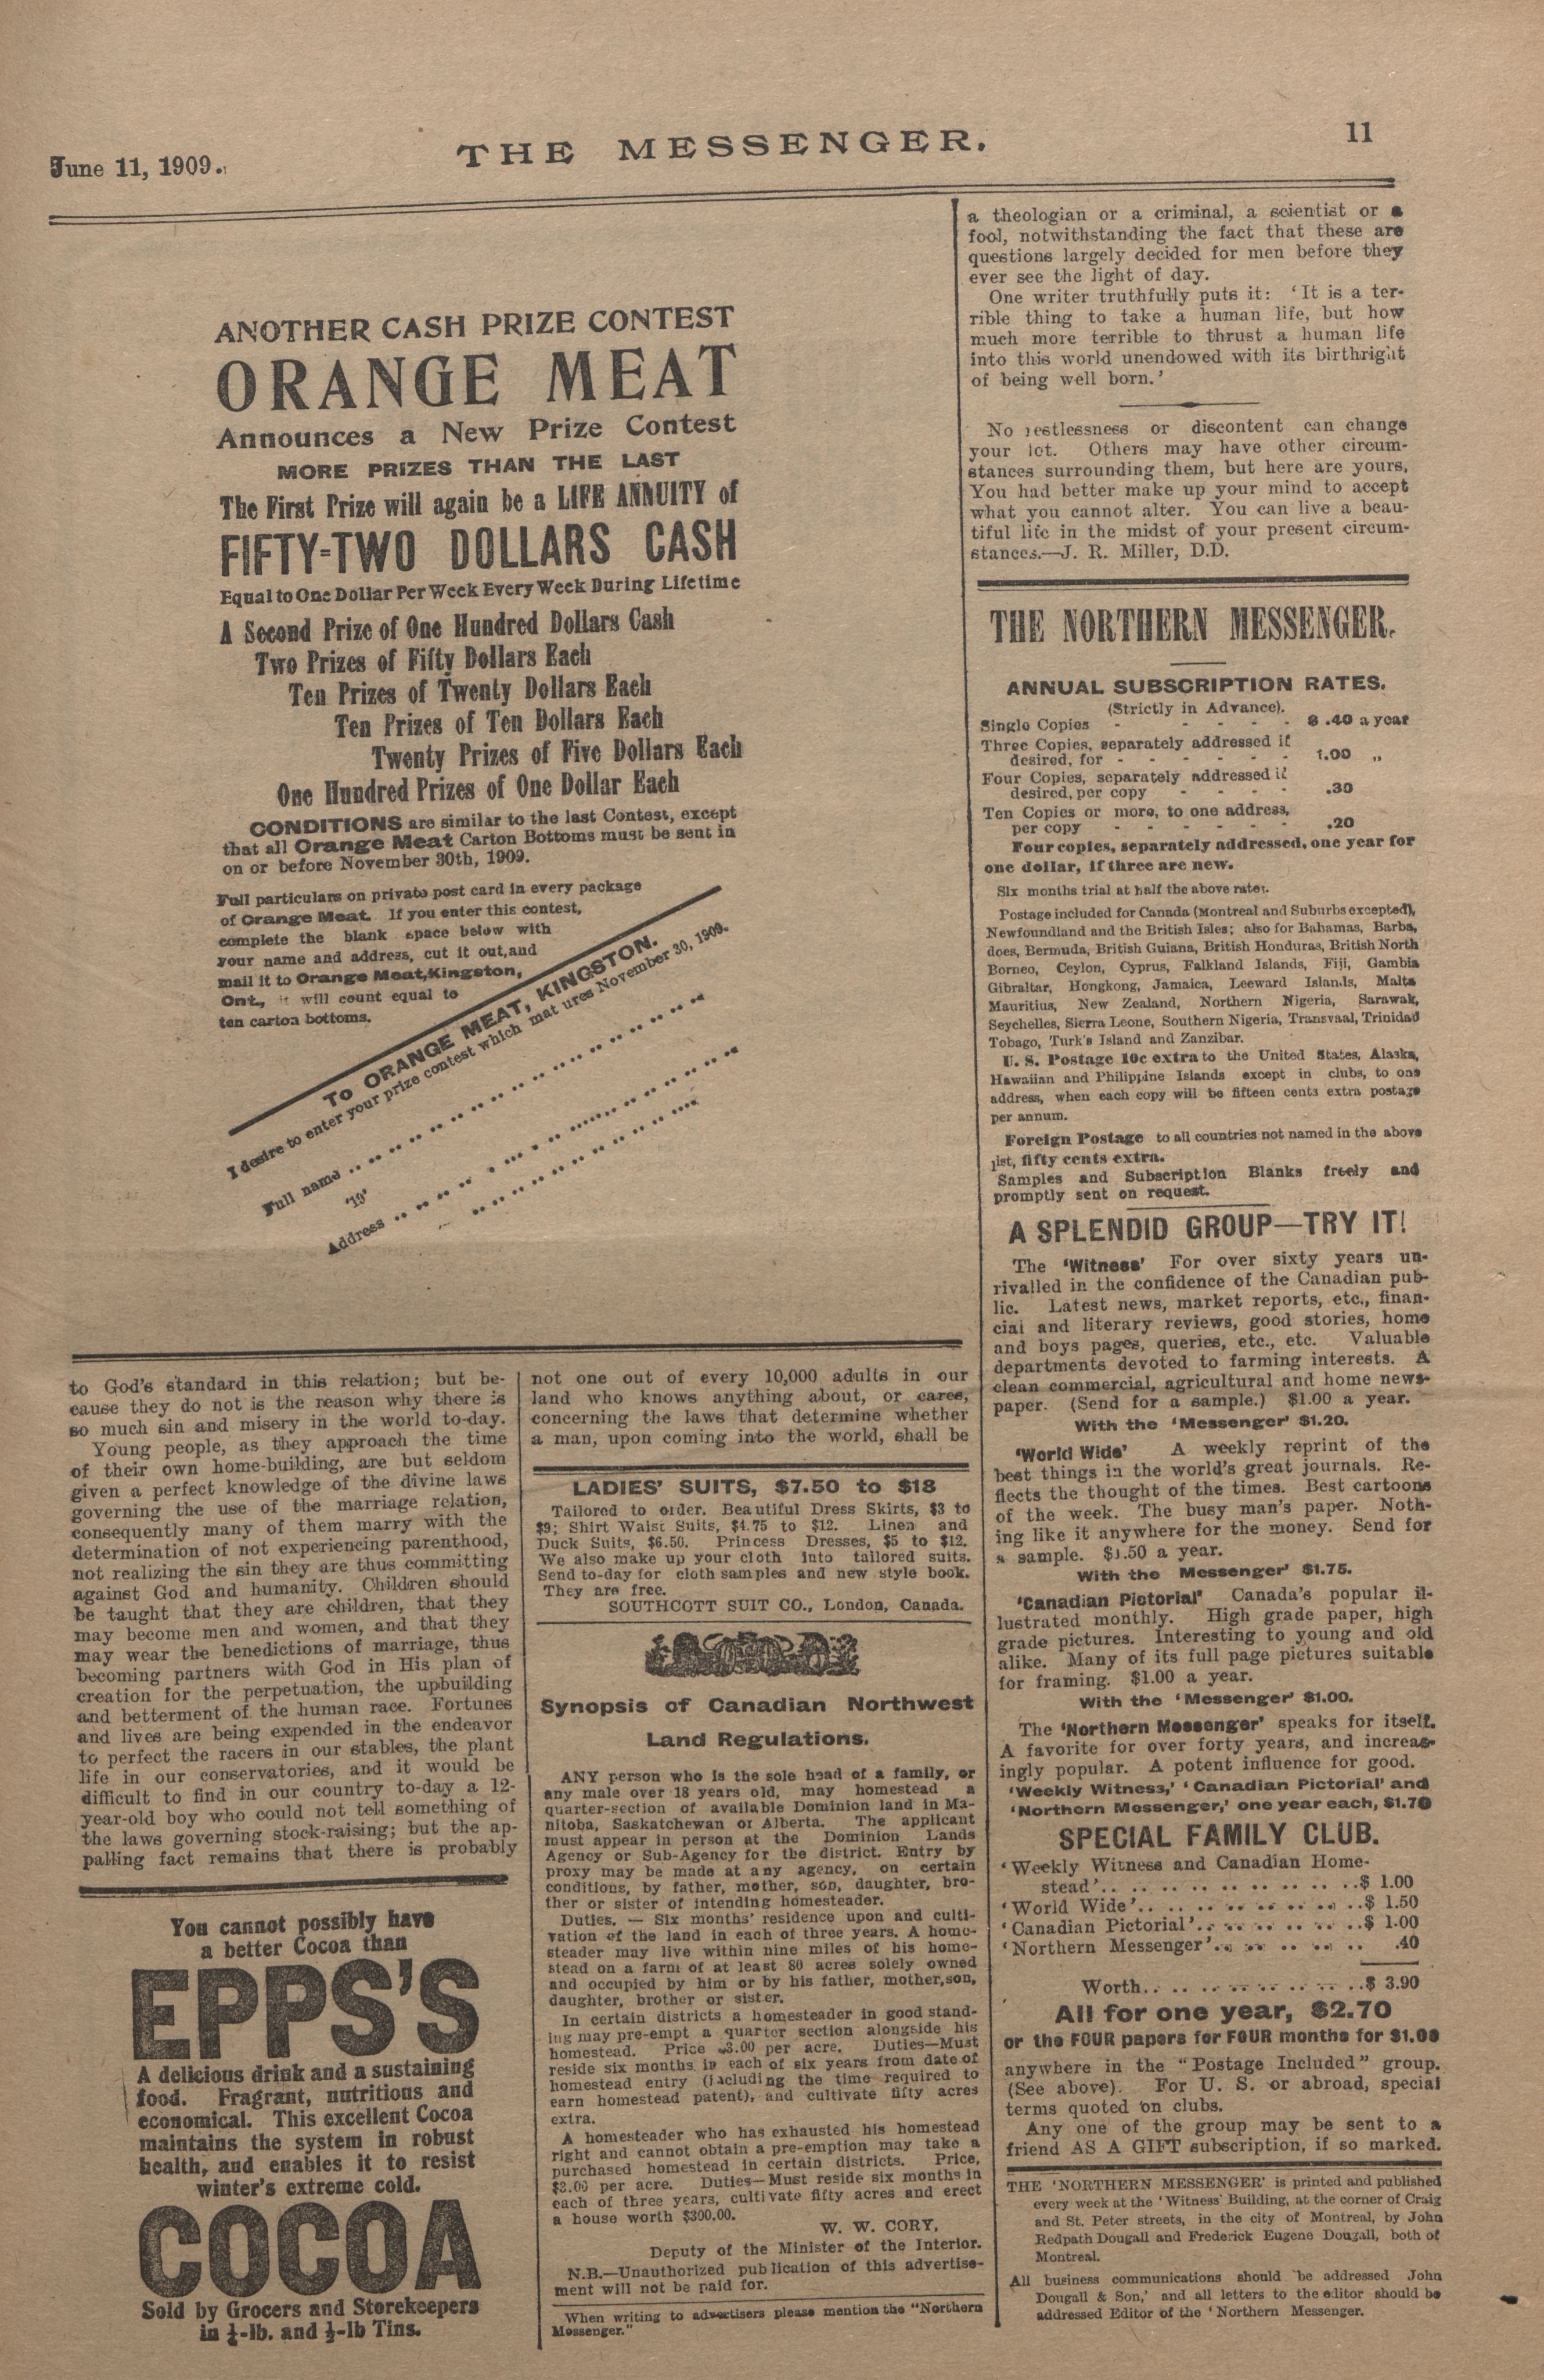 June 11, 1909.
THE MESSENGER.
11
ANOTHER CASH PRIZE CONTEST
ORANGE MEAT
Announces a New Prize Contest
MORE PRIZES THAN THE LAST
The First Prize will again be a LIFE ANNUITY of
FIFTY-TWO DOLLARS CASH
Equal to One Dollar Per Week Every Week During Lifetime
A Second Prize of One Hundred Dollars Cash
Two Prizes of Fifty Dollars Each
Ten Prizes of Twenty Dollars Each
Ten Prizes of Ten Dollars Each
Twenty Prizes of Five Dollars Each
One Hundred Prizes of One Dollar Each
CONDITIONS are similar to the last Contest, except
that all Orange Meat Carton Bottoms must be sent in
on or before November 30th, 1909.
Full particulars on private post card in every package
of Orange Meat. If you enter this contest,
complete the blank space below with
your name and address, cut it out, and
mail it to Orange Meat, Kingston,
Ont., it will count equal to
ten carton bottoms.
To ORANGE MEAT, KINGSTON.
I desire to enter your prize contest which matures November 30, 1909.
Full name .. .. .. .. .. .. .. .. .. .. .. .. .. .. .. .. ..
'19'
Address .. .. .. .. .. .. .. .. .. .. .. .. .. .. .. ..
to God's standard in this relation; but be-
cause they do not is the reason why there is
so much sin and misery in the world to-day.
Young people, as they approach the time
of their own home-building, are but seldom
given a perfect knowledge of the divine laws
governing the use of the marriage relation,
consequently many of them marry with the
determination of not experiencing parenthood,
not realizing the sin they are thus committing
against God and humanity. Children should
be taught that they are children, that they
may become men and women, and that they
may wear the benedictions of marriage, thus
becoming partners with God in His plan of
creation for the perpetuation, the upbuilding
and betterment of the human race. Fortunes
and lives are being expended in the endeavor
to perfect the racers in our stables, the plant
life in our conservatories, and it would be
difficult to find in our country to-day a 12-
year-old boy who could not tell something of
the laws governing stock-raising; but the ap-
palling fact remains that there is probably
You cannot possibly have
a better Cocoa than
EPPS'S
A delicious drink and a sustaining
food. Fragrant, nutritious and
economical. This excellent Cocoa
maintains the system in robust
health, and enables it to resist
winter's extreme cold.
COCOA
Sold by Grocers and Storekeepers
in ¼-lb. and ½-lb Tins.
not one out of every 10,000 adults in our
land who knows anything about, or cares,
concerning the laws that determine whether
a man, upon coming into the world, shall be
LADIES' SUITS, $7.50 to $18
Tailored to order. Beautiful Dress Skirts, $3 to
$9; Shirt Waist Suits, $4.75 to $12. Linen and
Duck Suits, $6.50. Princess Dresses, $5 to $12.
We also make up your cloth into tailored suits.
Send to-day for cloth samples and new style book.
They are free.
SOUTHCOTT SUIT CO., London, Canada.
Synopsis of Canadian Northwest
Land Regulations.
ANY person who is the sole head of a family, or
any male over 18 years old, may homestead a
quarter-section of available Dominion land in Ma-
nitoba, Saskatchewan or Alberta. The applicant
must appear in person at the Dominion Lands
Agency or Sub-Agency for the district. Entry by
proxy may be made at any agency, on certain
conditions, by father, mother, son, daughter, bro-
ther or sister of intending homesteader.
Duties. — Six months' residence upon and culti-
vation of the land in each of three years. A home-
steader may live within nine miles of his home-
stead on a farm of at least 80 acres solely owned
and occupied by him or by his father, mother, son,
daughter, brother or sister.
In certain districts a homesteader in good stand-
ing may pre-empt a quarter section alongside his
homestead. Price $3.00 per acre. Duties—Must
reside six months in each of six years from date of
homestead entry (including the time required to
earn homestead patent), and cultivate fifty acres
extra.
A homesteader who has exhausted his homestead
right and cannot obtain a pre-emption may take a
purchased homestead in certain districts. Price,
$3.00 per acre. Duties—Must reside six months in
each of three years, cultivate fifty acres and erect
a house worth $300.00.
W. W. CORY,
Deputy of the Minister of the Interior.
N.B.—Unauthorized publication of this advertise-
ment will not be paid for.
When writing to advertisers please mention the "Northern
Messenger."
a theologian or a criminal, a scientist or a
fool, notwithstanding the fact that these are
questions largely decided for men before they
ever see the light of day.
One writer truthfully puts it: 'It is a ter-
rible thing to take a human life, but how
much more terrible to thrust a human life
into this world unendowed with its birthright
of being well born.'
No restlessness or discontent can change
your lot. Others may have other circum-
stances surrounding them, but here are yours.
You had better make up your mind to accept
what you cannot alter. You can live a beau-
tiful life in the midst of your present circum-
stances.—J. R. Miller, D.D.
THE NORTHERN MESSENGER.
ANNUAL SUBSCRIPTION RATES.
(Strictly in Advance).
Single Copies - - - - - $ .40 a year
Three Copies, separately addressed if
desired, for - - - - - - 1.00 „
Four Copies, separately addressed if
desired, per copy - - - - .30
Ten Copies or more, to one address,
per copy - - - - - - .20
Four copies, separately addressed, one year for
one dollar, if three are new.
Six months trial at half the above rates.
Postage included for Canada (Montreal and Suburbs excepted),
Newfoundland and the British Isles; also for Bahamas, Barba,
does, Bermuda, British Guiana, British Honduras, British North
Borneo, Ceylon, Cyprus, Falkland Islands, Fiji, Gambia
Gibraltar, Hongkong, Jamaica, Leeward Islands, Malta
Mauritius, New Zealand, Northern Nigeria, Sarawak,
Seychelles, Sierra Leone, Southern Nigeria, Transvaal, Trinidad
Tobago, Turk's Island and Zanzibar.
U. S. Postage 10c extra to the United States, Alaska,
Hawaiian and Philippine Islands except in clubs, to one
address, when each copy will be fifteen cents extra postage
per annum.
Foreign Postage to all countries not named in the above
list, fifty cents extra.
Samples and Subscription Blanks freely and
promptly sent on request.
A SPLENDID GROUP—TRY IT!
The 'Witness' For over sixty years un-
rivalled in the confidence of the Canadian pub-
lic. Latest news, market reports, etc., finan-
cial and literary reviews, good stories, home
and boys pages, queries, etc., etc. Valuable
departments devoted to farming interests. A
clean commercial, agricultural and home news-
paper. (Send for a sample.) $1.00 a year.
With the 'Messenger' $1.20.
'World Wide' A weekly reprint of the
best things in the world's great journals. Re-
flects the thought of the times. Best cartoons
of the week. The busy man's paper. Noth-
ing like it anywhere for the money. Send for
a sample. $1.50 a year.
With the Messenger' $1.75.
'Canadian Pictorial' Canada's popular il-
lustrated monthly. High grade paper, high
grade pictures. Interesting to young and old
alike. Many of its full page pictures suitable
for framing. $1.00 a year.
With the 'Messenger' $1.00.
The 'Northern Messenger' speaks for itself.
A favorite for over forty years, and increas-
ingly popular. A potent influence for good.
'Weekly Witness,' 'Canadian Pictorial' and
'Northern Messenger,' one year each, $1.70
SPECIAL FAMILY CLUB.
'Weekly Witness and Canadian Home-
stead'.. .. .. .. .. .. .. .. .. ..$ 1.00
'World Wide'.. .. .. .. .. .. .. ..$ 1.50
'Canadian Pictorial'.. .. .. .. .. ..$ 1.00
'Northern Messenger'.. .. .. .. .. .. .40
Worth.. .. .. .. .. .. .. ..$ 3.90
All for one year, $2.70
or the FOUR papers for FOUR months for $1.00
anywhere in the "Postage Included" group.
(See above). For U. S. or abroad, special
terms quoted on clubs.
Any one of the group may be sent to a
friend AS A GIFT subscription, if so marked.
THE 'NORTHERN MESSENGER' is printed and published
every week at the 'Witness' Building, at the corner of Craig
and St. Peter streets, in the city of Montreal, by John
Redpath Dougall and Frederick Eugene Dougall, both of
Montreal.
All business communications should be addressed John
Dougall & Son,' and all letters to the editor should be
addressed Editor of the 'Northern Messenger.